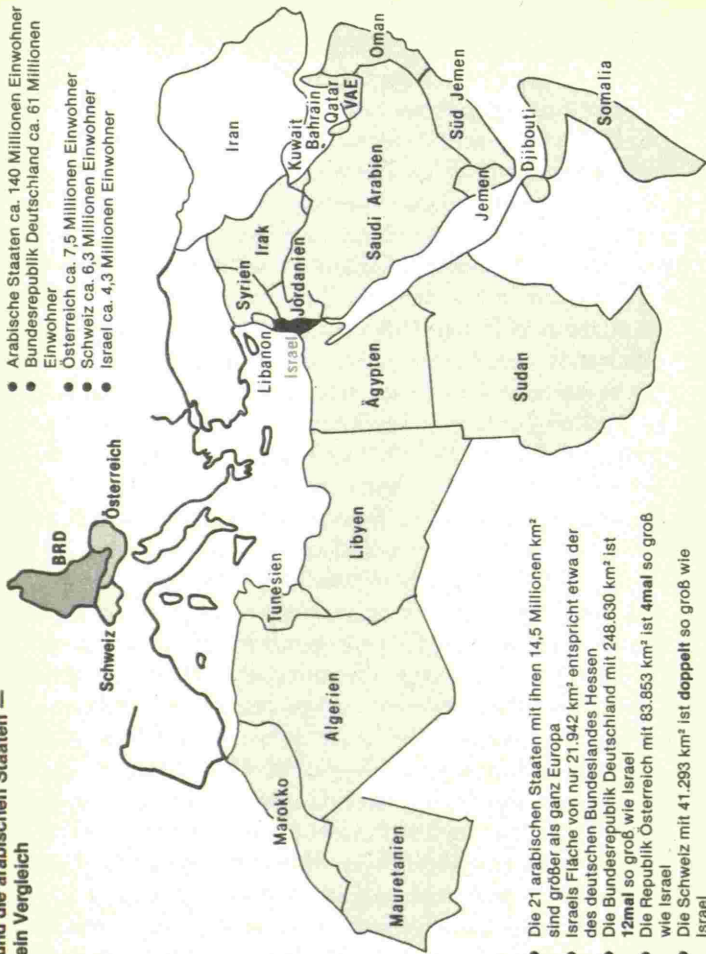 und die arabischen Staaten —
ein Vergleich
• Arabische Staaten ca. 140 Millionen Einwohner
• Bundesrepublik Deutschland ca. 61 Millionen
Einwohner
• Österreich ca. 7,5 Millionen Einwohner
• Schweiz ca. 6,3 Millionen Einwohner
• Israel ca. 4,3 Millionen Einwohner
BRD
Schweiz
Österreich
Iran
Syrien
Irak
Libanon
Israel
Jordanien
Kuwait
Bahrain
Qatar
VAE
Oman
Saudi Arabien
Süd Jemen
Jemen
Djibouti
Somalia
Marokko
Algerien
Tunesien
Libyen
Ägypten
Sudan
Mauretanien
• Die 21 arabischen Staaten mit ihren 14,5 Millionen km²
sind größer als ganz Europa
• Israels Fläche von nur 21.942 km² entspricht etwa der
des deutschen Bundeslandes Hessen
• Die Bundesrepublik Deutschland mit 248.630 km² ist
12mal so groß wie Israel
• Die Republik Österreich mit 83.853 km² ist 4mal so groß
wie Israel
• Die Schweiz mit 41.293 km² ist doppelt so groß wie
Israel